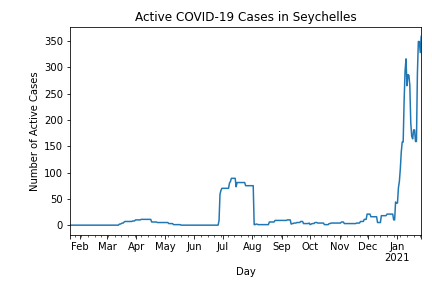 Active COVID-19 Cases in Seychelles
Number of Active Cases
350
300
250
200
150
100
50
0
Feb Mar Apr May Jun Jul Aug Sep Oct Nov Dec Jan
2021
Day